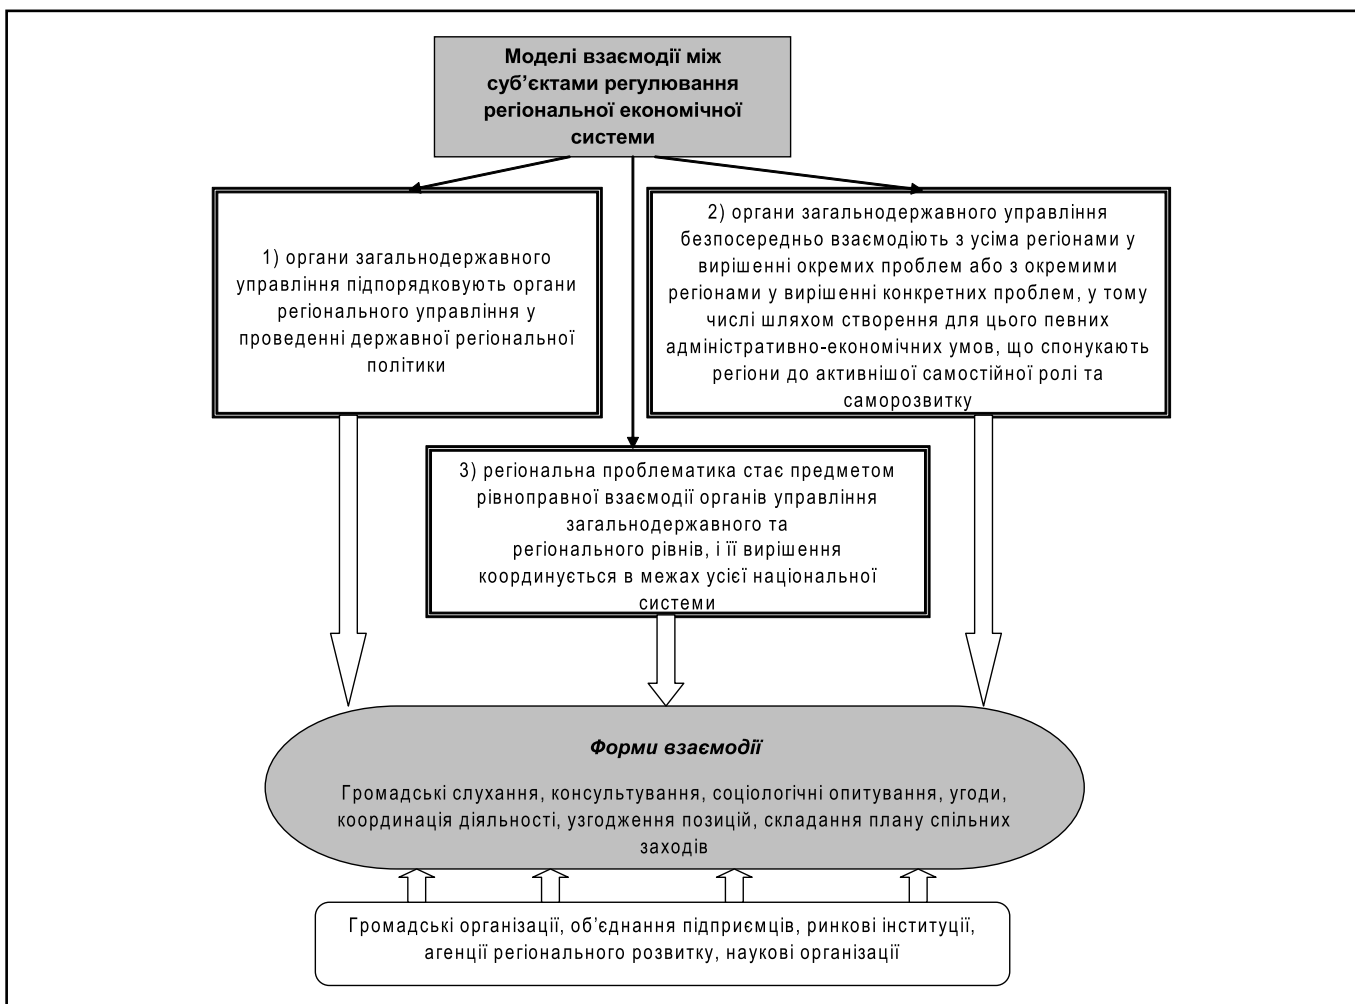 Моделі взаємодії між
суб’єктами регулювання
регіональної економічної
системи
1) органи загальнодержавного
управління підпорядковують органи
регіонального управління у
проведенні державної регіональної
політики
2) органи загальнодержавного управління
безпосередньо взаємодіють з усіма регіонами у
вирішенні окремих проблем або з окремими
регіонами у вирішенні конкретних проблем, у тому
числі шляхом створення для цього певних
адміністративно-економічних умов, що спонукають
регіони до активнішої самостійної ролі та
саморозвитку
3) регіональна проблематика стає предметом
рівноправної взаємодії органів управління
загальнодержавного та
регіонального рівнів, і її вирішення
координується в межах усієї національної
системи
Форми взаємодії
Громадські слухання, консультування, соціологічні опитування, угоди,
координація діяльності, узгодження позицій, складання плану спільних
заходів
Громадські організації, об’єднання підприємців, ринкові інституції,
агенції регіонального розвитку, наукові організації